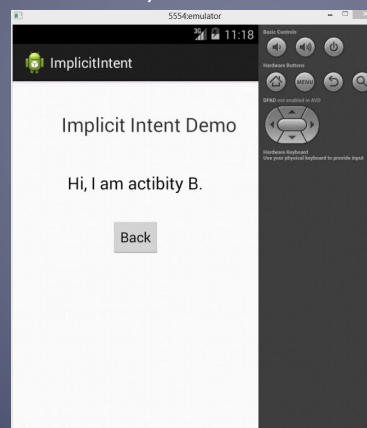 5554:emulator
3G 11:18
ImplicitIntent
Implicit Intent Demo
Hi, I am actibity B.
Back
Basic Controls
Hardware Buttons
MENU
DPAD not enabled in AVD
Hardware Keyboard
Use your physical keyboard to provide input